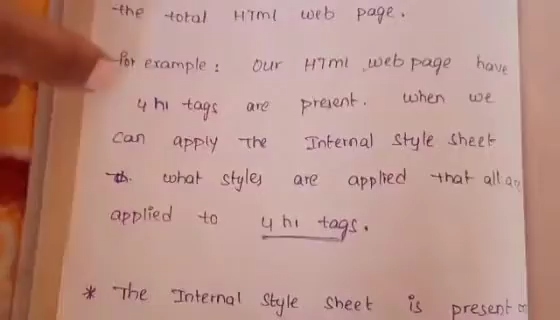 the total HTML web page.
For example: Our HTML web page have
4 h1 tags are present. when we
can apply the Internal Style Sheet
what styles are applied that all are
applied to 4 h1 tags.
* The Internal Style Sheet is present